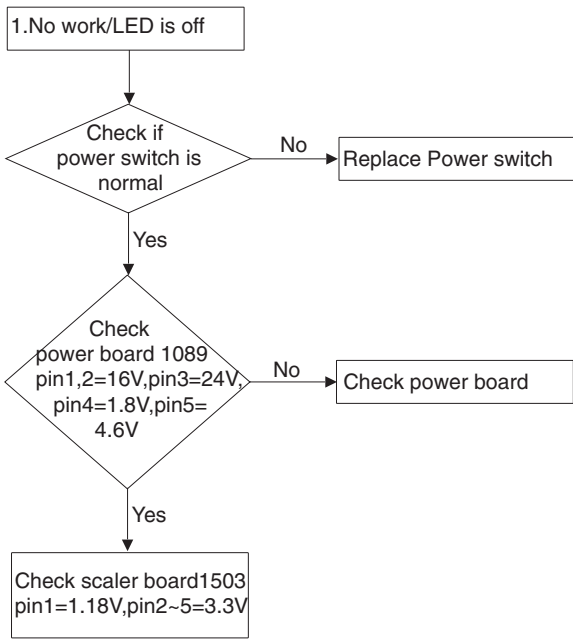 1.No work/LED is off
Check if
power switch is
normal
No
Replace Power switch
Yes
Check
power board 1089
pin1,2=16V,pin3=24V,
pin4=1.8V,pin5=
4.6V
No
Check power board
Yes
Check scaler board1503
pin1=1.18V,pin2~5=3.3V